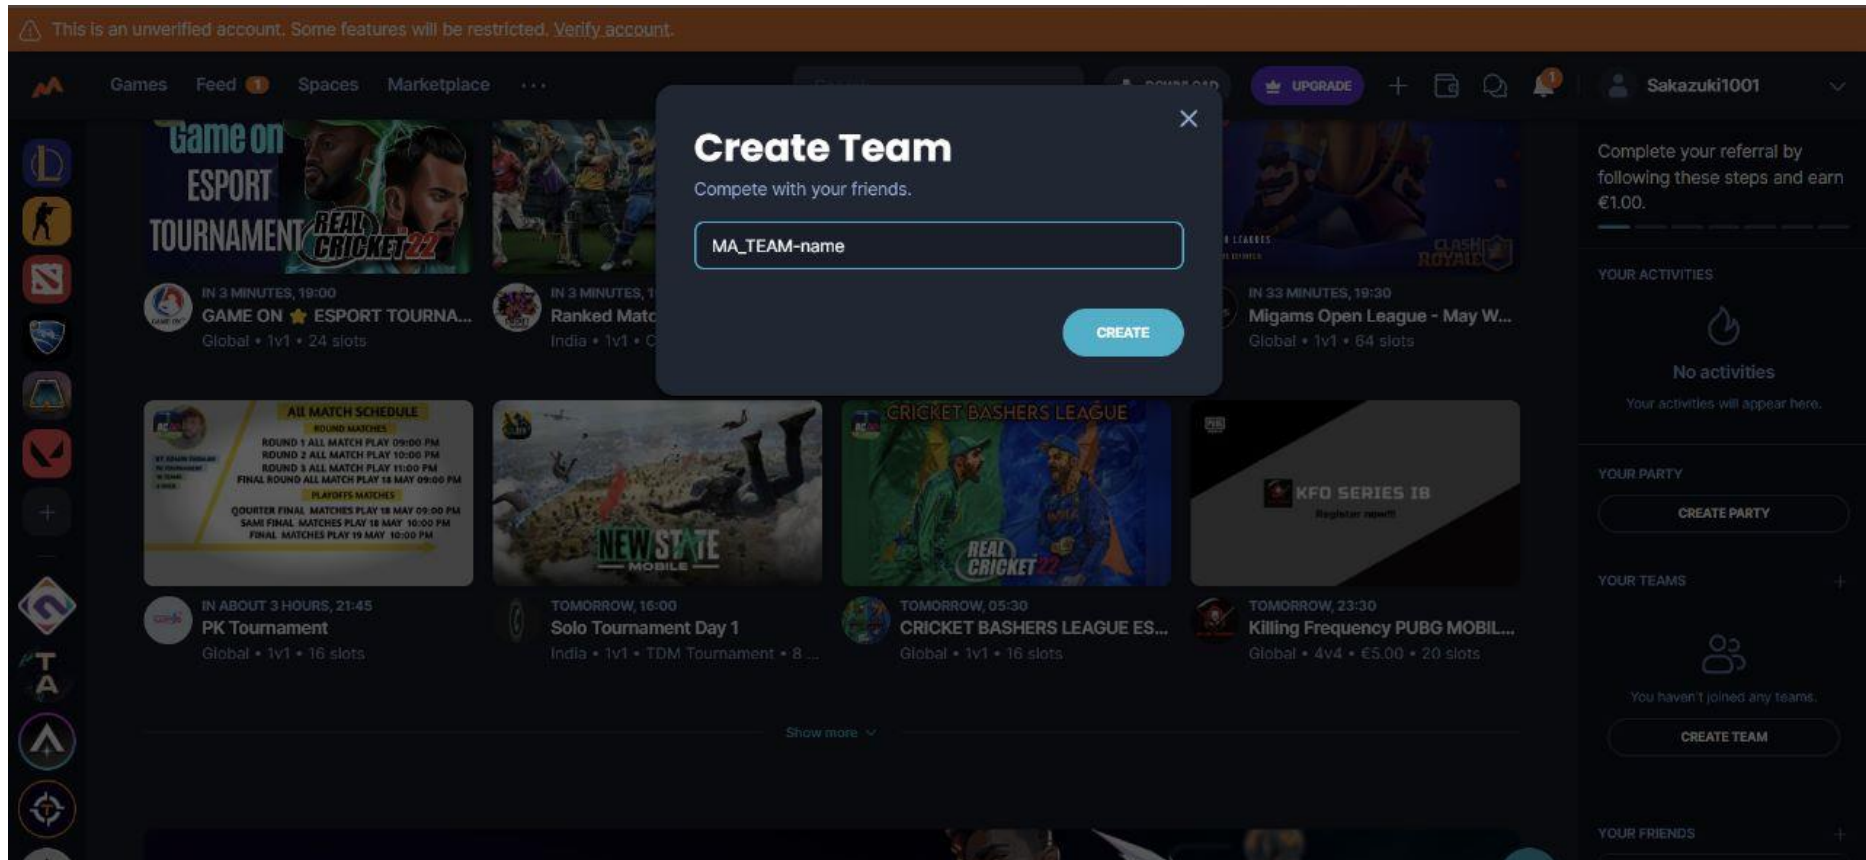 This is an unverified account. Some features will be restricted. Verify account.
Games Feed 1 Spaces Marketplace ...
UPGRADE
1
Sakazuki1001
Create Team
Compete with your friends.
MA_TEAM-name
CREATE
Game on
ESPORT
TOURNAMENT
REAL
CRICKET22
IN 3 MINUTES, 19:00
GAME ON ⭐ ESPORT TOURNA...
Global • 1v1 • 24 slots
IN 3 MINUTES, 1
Ranked Matc
India • 1v1 • C
CLASH
ROYALE
IN 33 MINUTES, 19:30
Migams Open League - May W...
Global • 1v1 • 64 slots
All MATCH SCHEDULE
ROUND MATCHES
ROUND 1 ALL MATCH PLAY 09:00 PM
ROUND 2 ALL MATCH PLAY 10:00 PM
ROUND 3 ALL MATCH PLAY 11:00 PM
FINAL ROUND ALL MATCH PLAY 18 MAY 09:00 PM
PLAYOFFS MATCHES
QOURTER FINAL MATCHES PLAY 18 MAY 09:00 PM
SAMI FINAL MATCHES PLAY 18 MAY 10:00 PM
FINAL MATCHES PLAY 19 MAY 10:00 PM
IN ABOUT 3 HOURS, 21:45
PK Tournament
Global • 1v1 • 16 slots
NEW STATE
MOBILE
TOMORROW, 16:00
Solo Tournament Day 1
India • 1v1 • TDM Tournament • 8 ...
CRICKET BASHERS LEAGUE
REAL
CRICKET22
TOMORROW, 05:30
CRICKET BASHERS LEAGUE ES...
Global • 1v1 • 16 slots
KFO SERIES 18
Register now!!!
TOMORROW, 23:30
Killing Frequency PUBG MOBIL...
Global • 4v4 • €5.00 • 20 slots
Show more
Complete your referral by
following these steps and earn
€1.00.
YOUR ACTIVITIES
No activities
Your activities will appear here.
YOUR PARTY
CREATE PARTY
YOUR TEAMS
You haven't joined any teams.
CREATE TEAM
YOUR FRIENDS